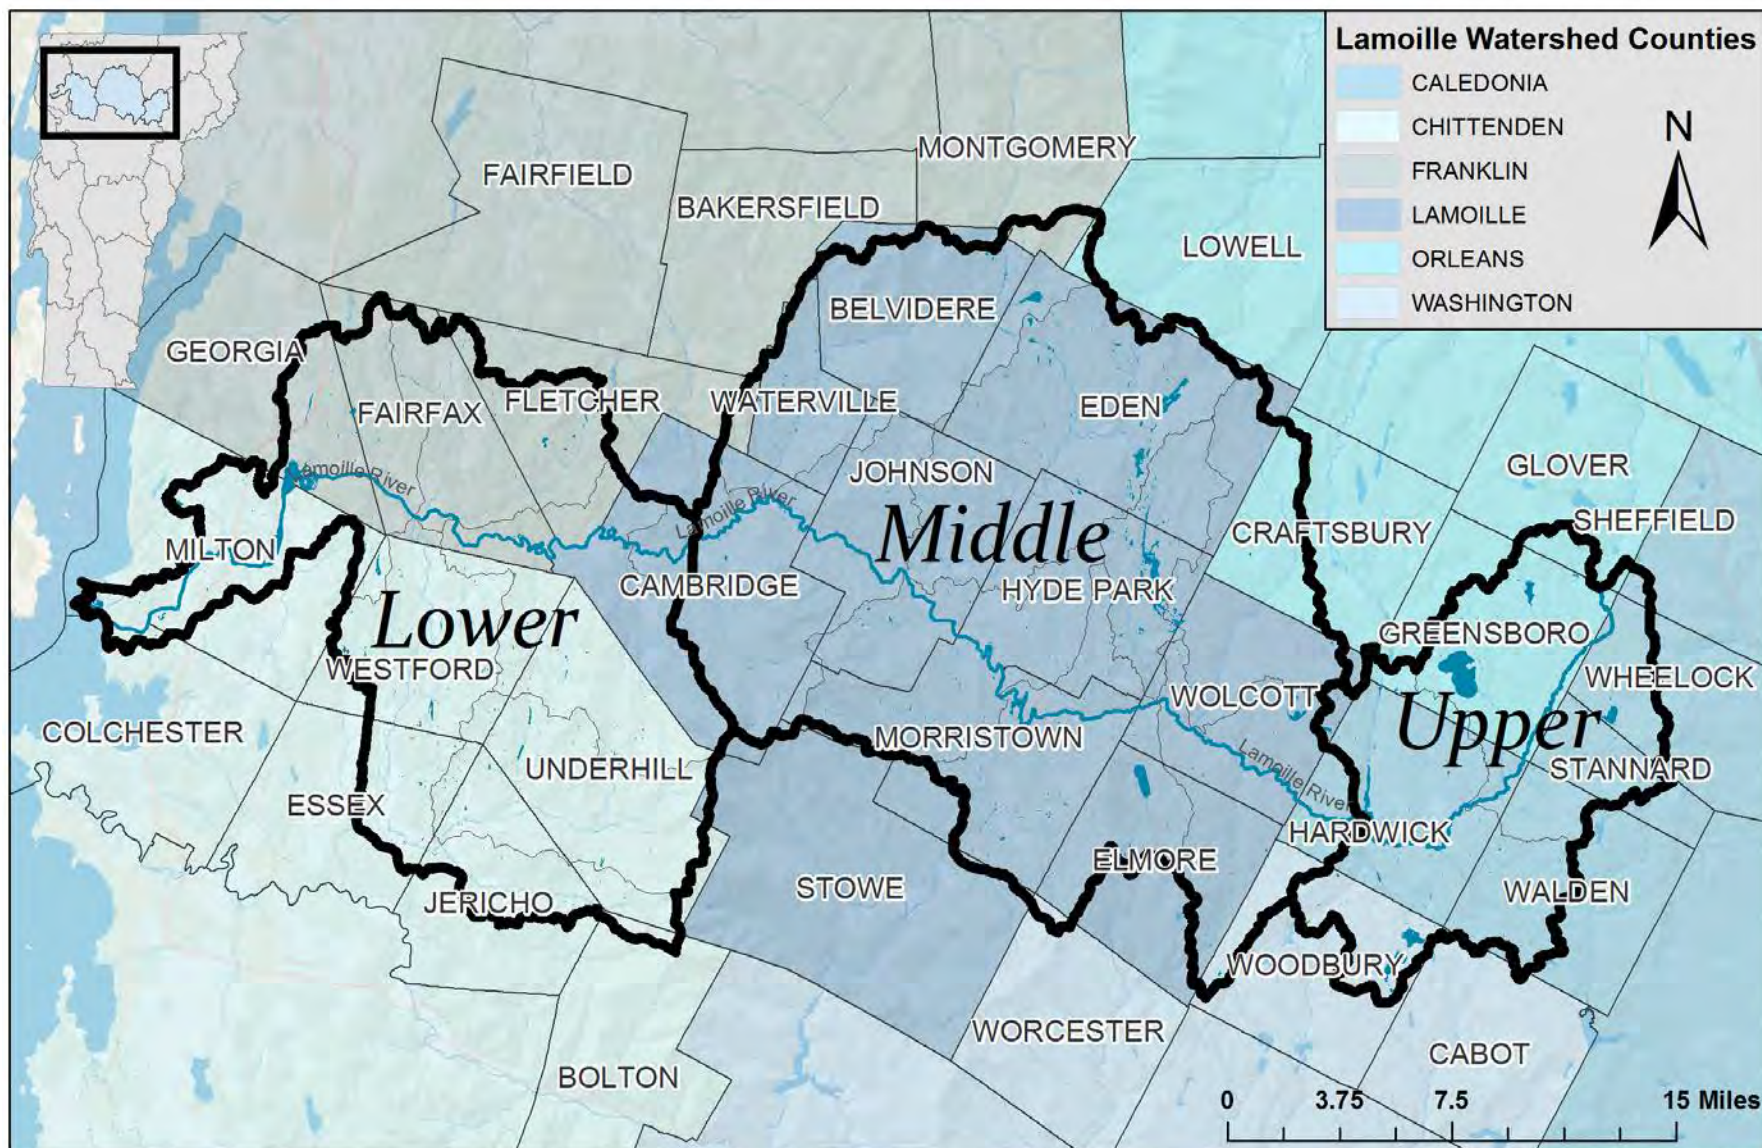 Lamoille Watershed Counties
CALEDONIA
CHITTENDEN
FRANKLIN
LAMOILLE
ORLEANS
WASHINGTON
N
MONTGOMERY
FAIRFIELD
BAKERSFIELD
LOWELL
BELVIDERE
GEORGIA
FAIRFAX
FLETCHER
WATERVILLE
EDEN
JOHNSON
GLOVER
Lamoille River
Lamoille River
SHEFFIELD
CRAFTSBURY
Middle
MILTON
CAMBRIDGE
HYDE PARK
Lower
GREENSBORO
WESTFORD
WHEELOCK
WOLCOTT
Upper
COLCHESTER
MORRISTOWN
UNDERHILL
STANNARD
Lamoille River
ESSEX
HARDWICK
ELMORE
STOWE
WALDEN
JERICHO
WOODBURY
WORCESTER
CABOT
BOLTON
0 3.75 7.5 15 Miles